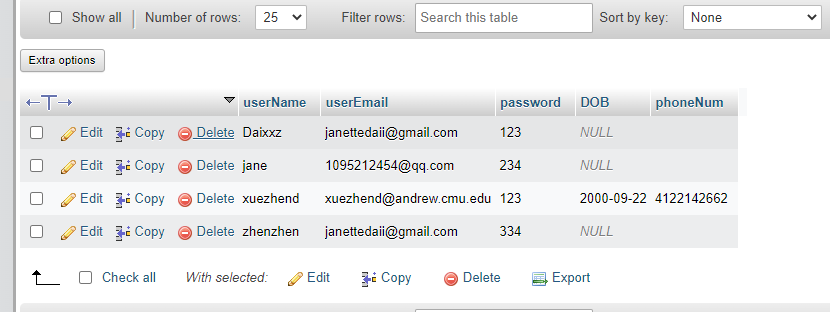 Show all Number of rows: 25 Filter rows: Search this table Sort by key: None
Extra options
userName userEmail password DOB phoneNum
Edit Copy Delete Daixxz janettedaii@gmail.com 123 NULL
Edit Copy Delete jane 1095212454@qq.com 234 NULL
Edit Copy Delete xuezhend xuezhend@andrew.cmu.edu 123 2000-09-22 4122142662
Edit Copy Delete zhenzhen janettedaii@gmail.com 334 NULL
Check all With selected: Edit Copy Delete Export